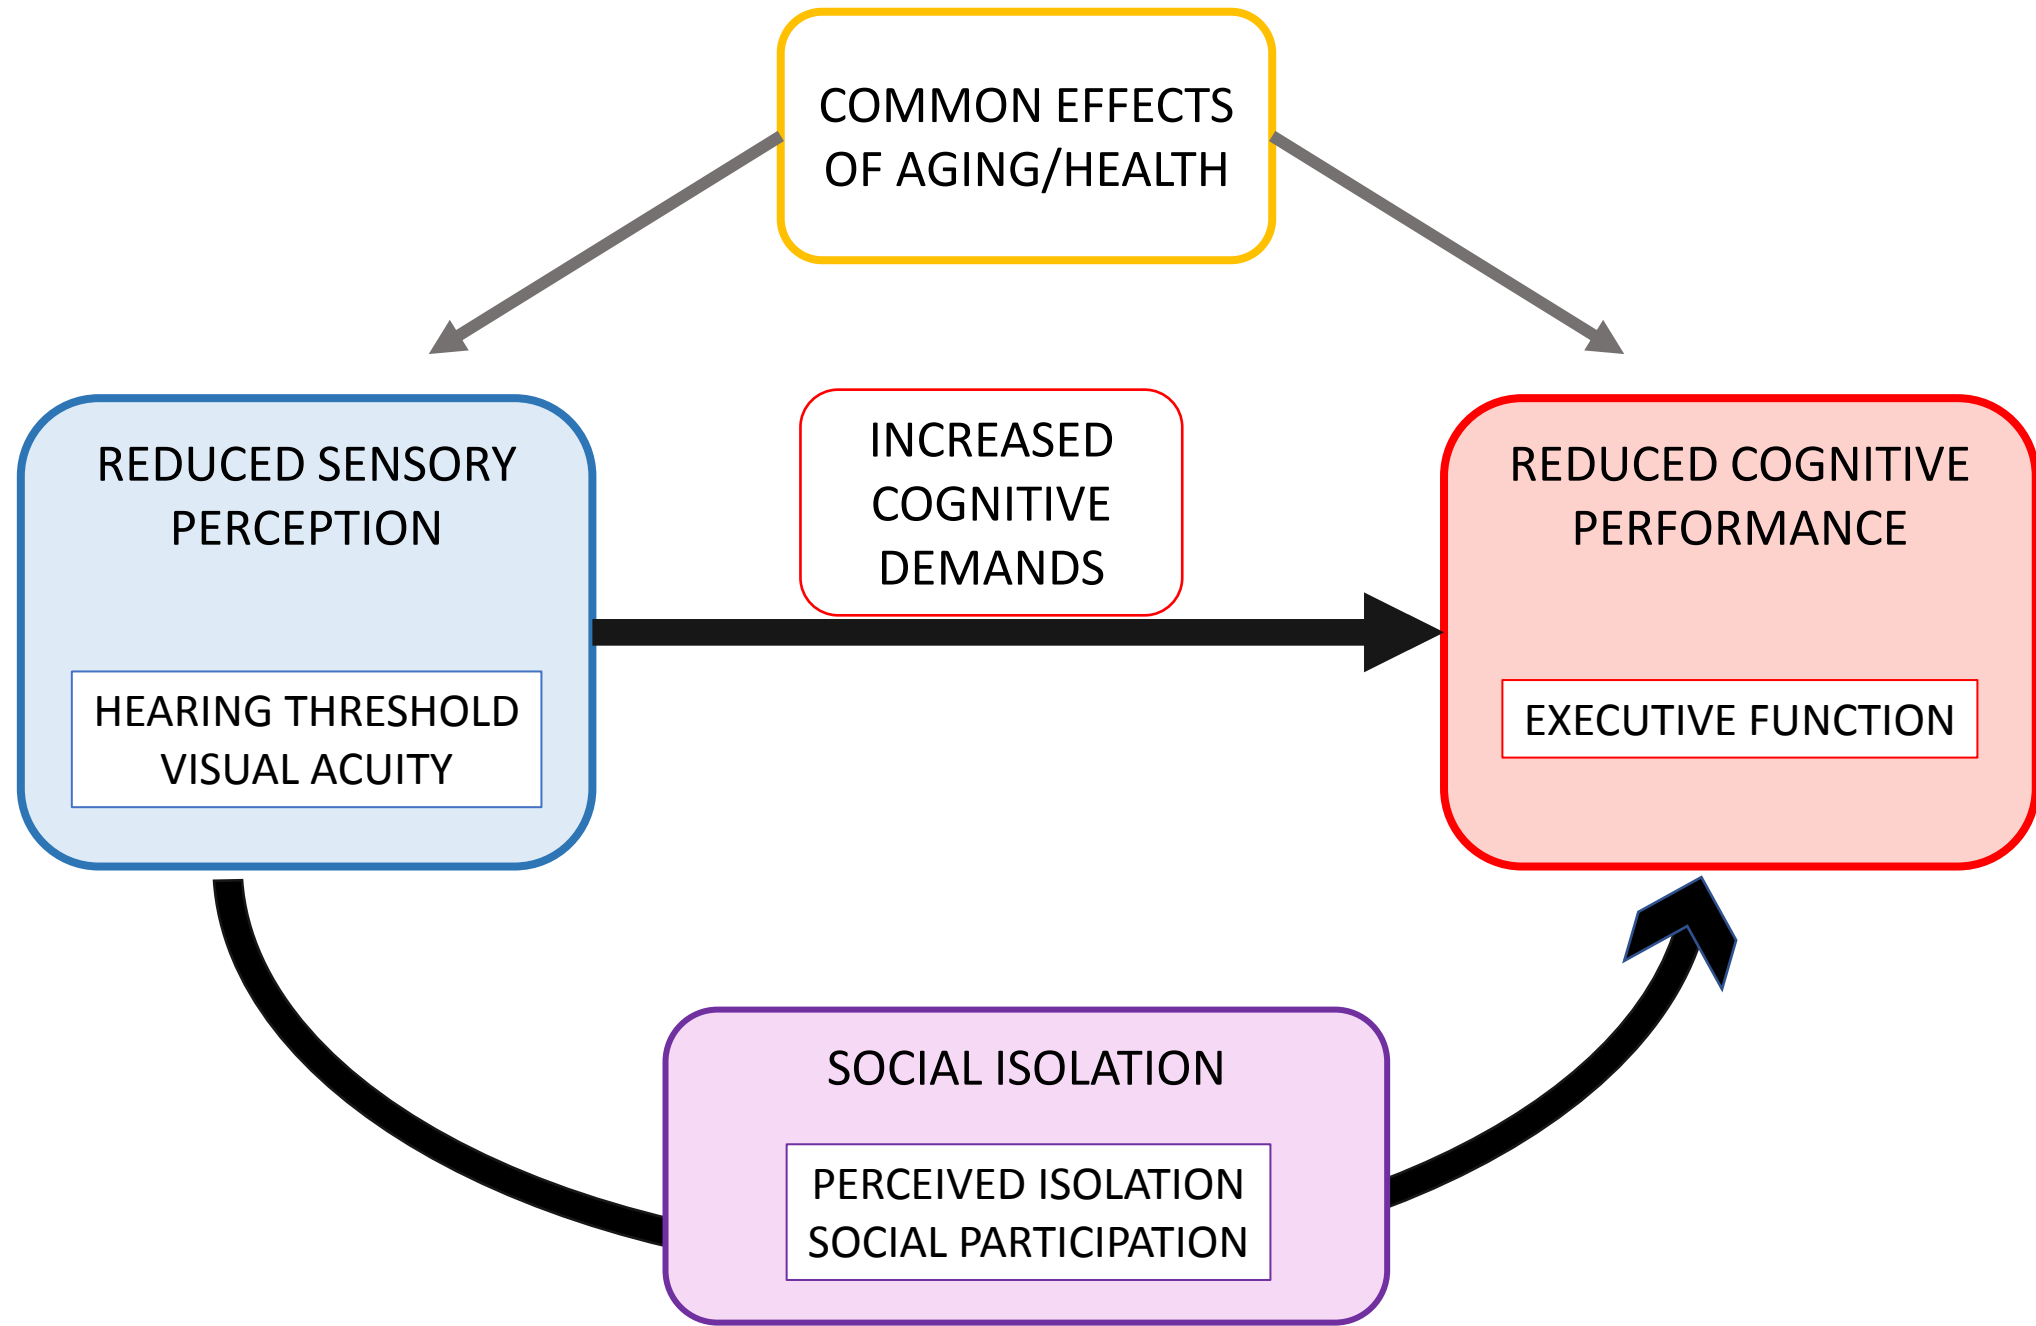 COMMON EFFECTS
OF AGING/HEALTH
REDUCED SENSORY
PERCEPTION
HEARING THRESHOLD
VISUAL ACUITY
INCREASED
COGNITIVE
DEMANDS
REDUCED COGNITIVE
PERFORMANCE
EXECUTIVE FUNCTION
SOCIAL ISOLATION
PERCEIVED ISOLATION
SOCIAL PARTICIPATION